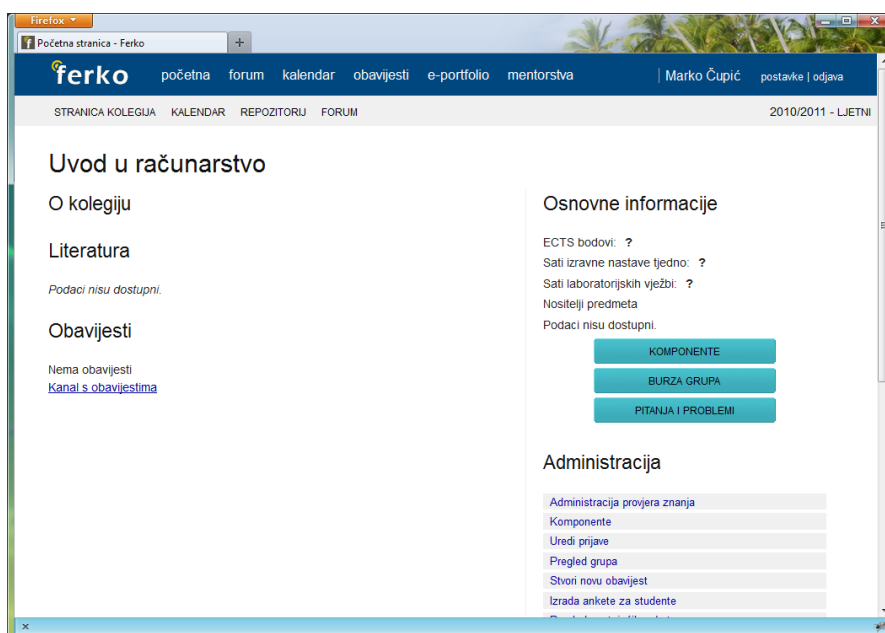 Firefox
Početna stranica - Ferko
ferko početna forum kalendar obavijesti e-portfolio mentorstva | Marko Čupić postavke | odjava
STRANICA KOLEGIJA KALENDAR REPOZITORIJ FORUM 2010/2011 - LJETNI
Uvod u računarstvo
O kolegiju
Literatura
Podaci nisu dostupni.
Obavijesti
Nema obavijesti
Kanal s obavijestima
Osnovne informacije
ECTS bodovi: ?
Sati izravne nastave tjedno: ?
Sati laboratorijskih vježbi: ?
Nositelji predmeta
Podaci nisu dostupni.
KOMPONENTE
BURZA GRUPA
PITANJA I PROBLEMI
Administracija
Administracija provjera znanja
Komponente
Uredi prijave
Pregled grupa
Stvori novu obavijest
Izrada ankete za studente